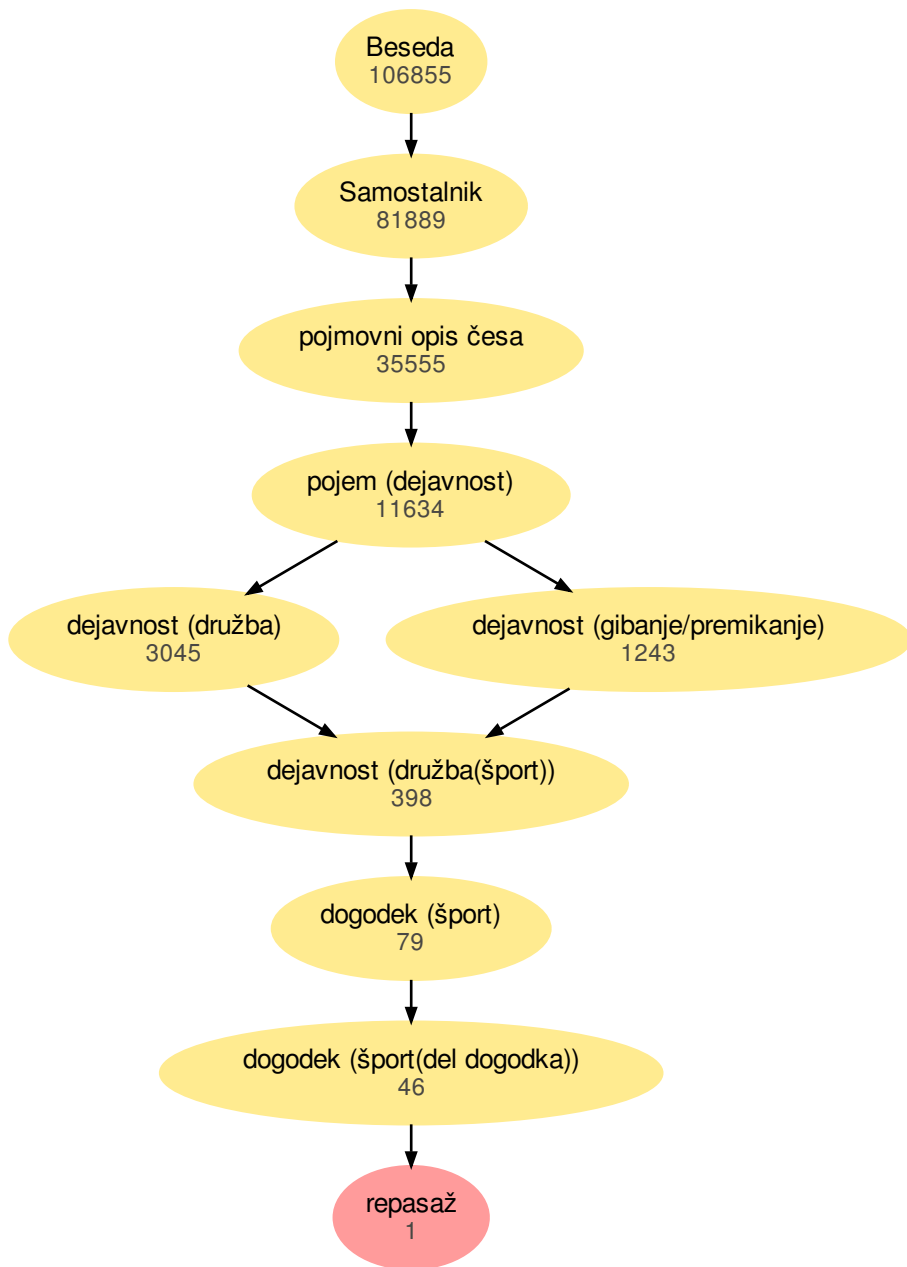 Beseda
106855
Samostalnik
81889
pojmovni opis česa
35555
pojem (dejavnost)
11634
dejavnost (družba)
3045
dejavnost (gibanje/premikanje)
1243
dejavnost (družba(šport))
398
dogodek (šport)
79
dogodek (šport(del dogodka))
46
repasaž
1